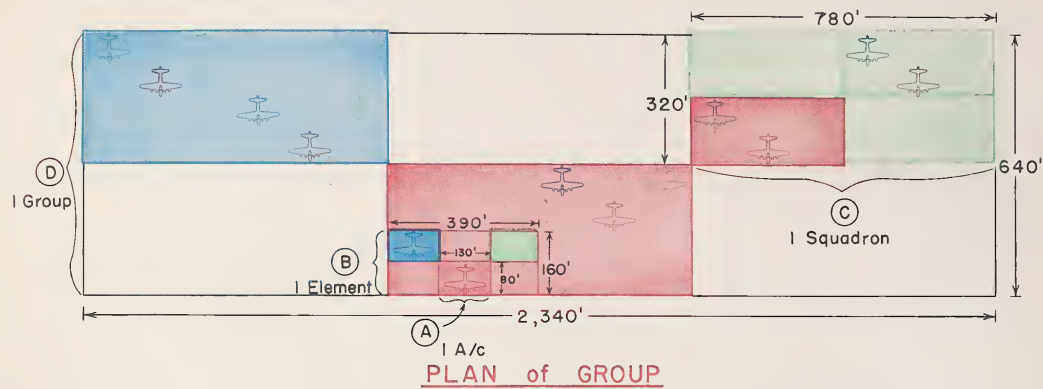 780'
320'
640'
D
1 Group
C
1 Squadron
390'
B
1 Element
130'
160'
80'
2,340'
A
1 A/c
PLAN of GROUP